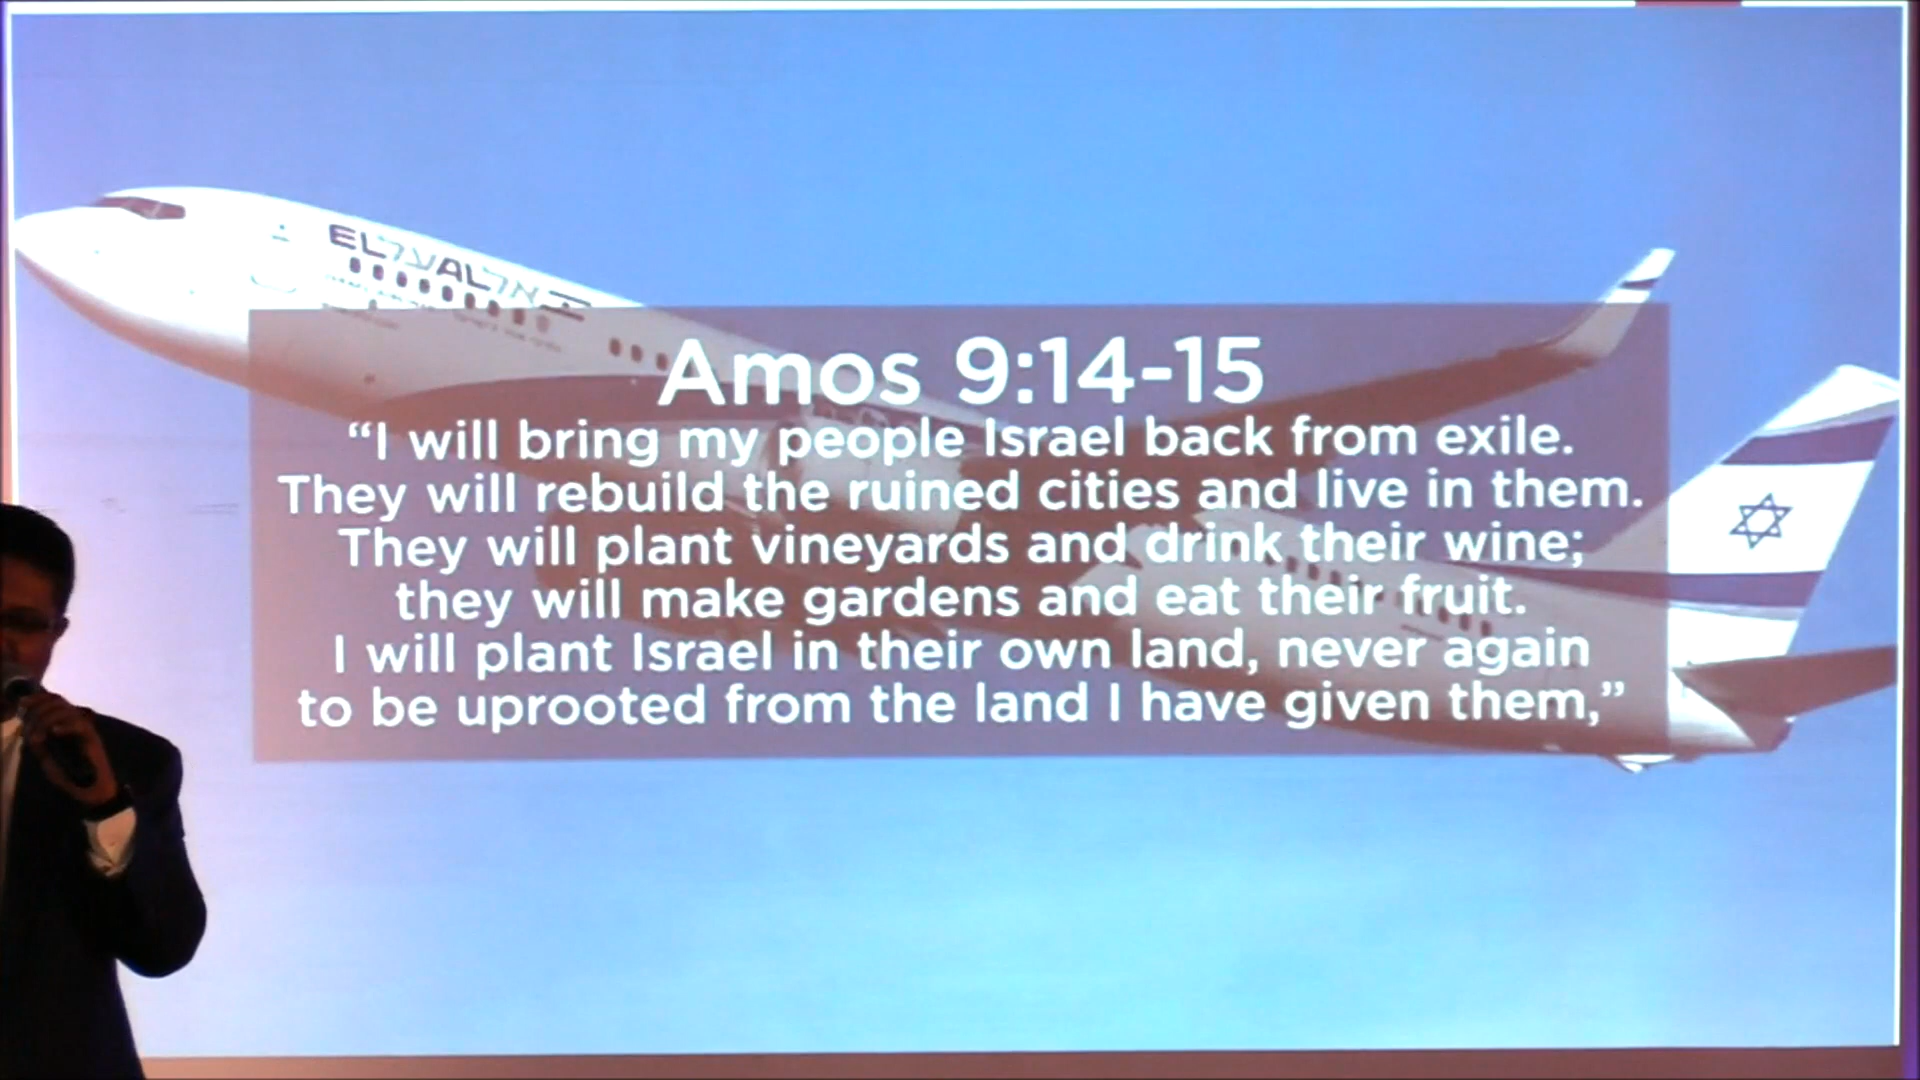 EL AL אל על
Amos 9:14-15
“I will bring my people Israel back from exile.
They will rebuild the ruined cities and live in them.
They will plant vineyards and drink their wine;
they will make gardens and eat their fruit.
I will plant Israel in their own land, never again
to be uprooted from the land I have given them,”